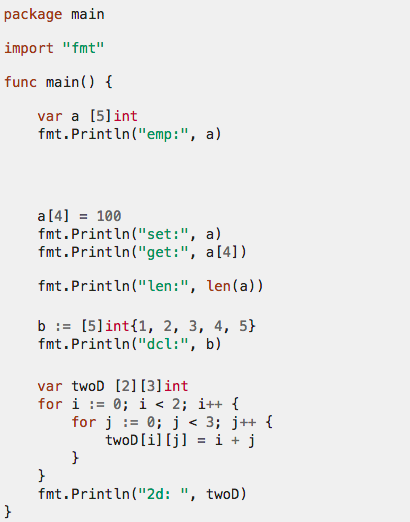 package main
import "fmt"
func main() {
    var a [5]int
    fmt.Println("emp:", a)
    a[4] = 100
    fmt.Println("set:", a)
    fmt.Println("get:", a[4])
    fmt.Println("len:", len(a))
    b := [5]int{1, 2, 3, 4, 5}
    fmt.Println("dcl:", b)
    var twoD [2][3]int
    for i := 0; i < 2; i++ {
        for j := 0; j < 3; j++ {
            twoD[i][j] = i + j
        }
    }
    fmt.Println("2d: ", twoD)
}